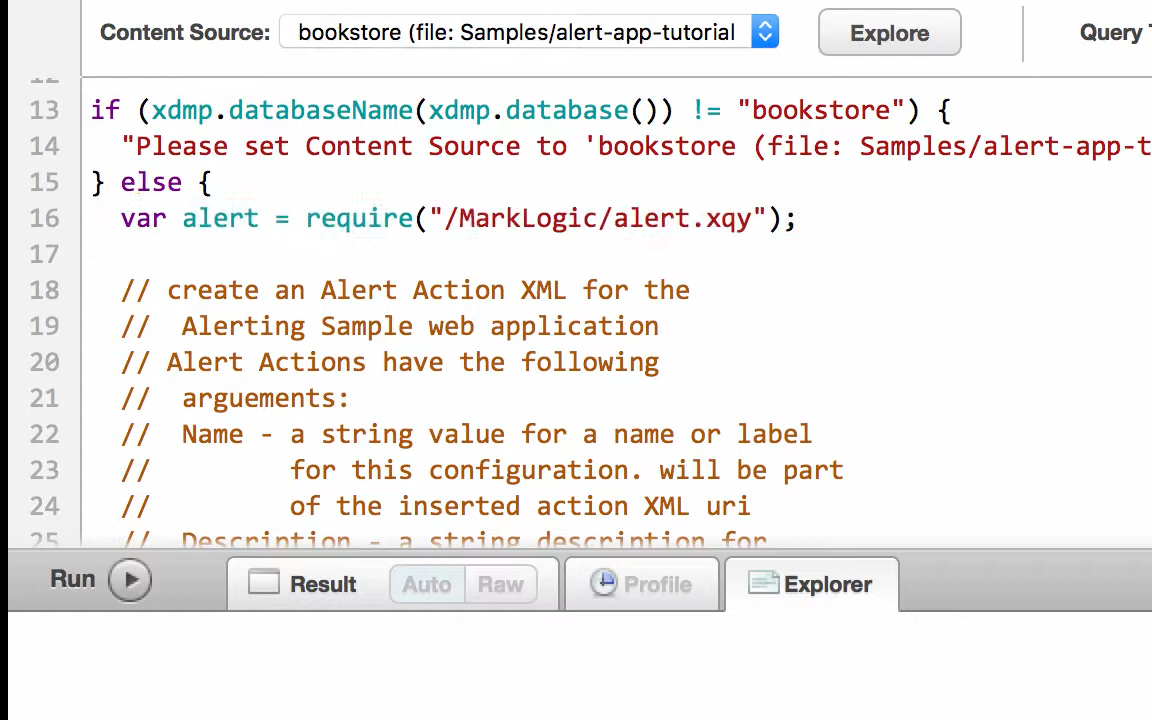 Content Source: bookstore (file: Samples/alert-app-tutorial Explore Query
12
13 if (xdmp.databaseName(xdmp.database()) != "bookstore") {
14 "Please set Content Source to 'bookstore (file: Samples/alert-app-t
15 } else {
16 var alert = require("/MarkLogic/alert.xqy");
17
18 // create an Alert Action XML for the
19 // Alerting Sample web application
20 // Alert Actions have the following
21 // arguements:
22 // Name - a string value for a name or label
23 // for this configuration. will be part
24 // of the inserted action XML uri
25 // Description - a string description for
Run Result Auto Raw Profile Explorer